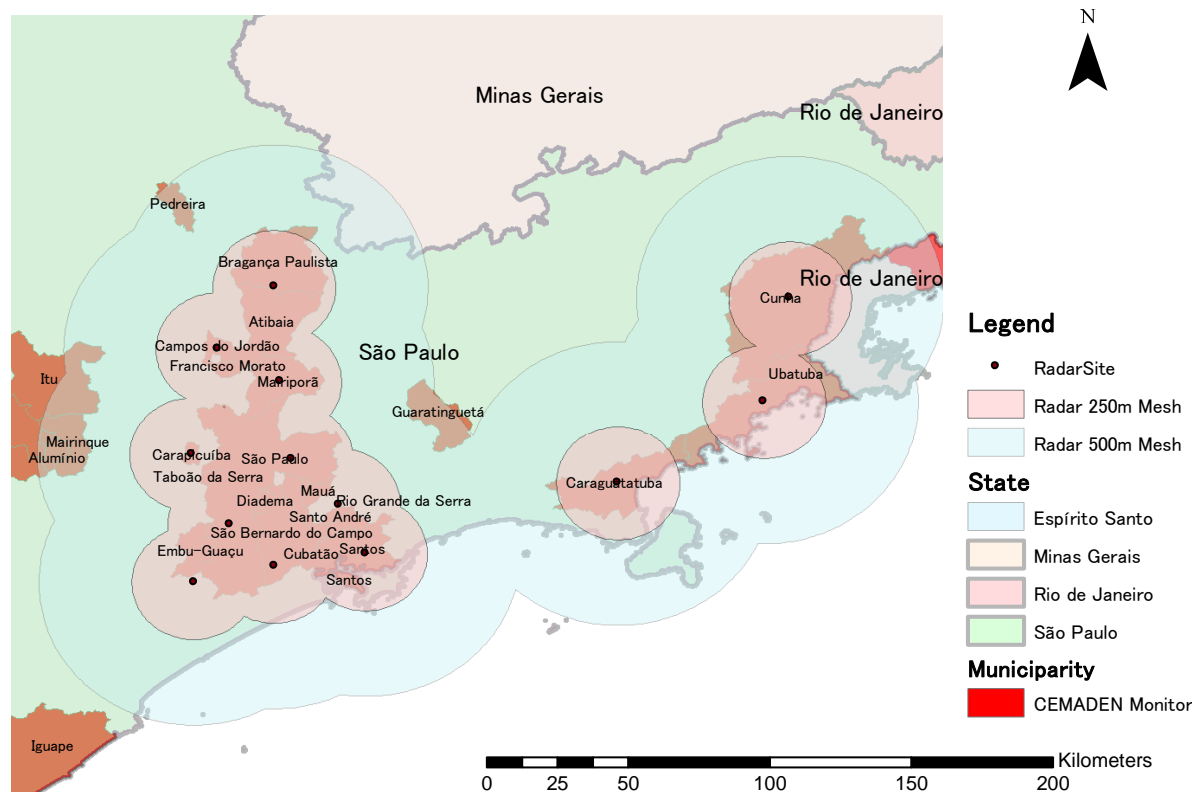 N
Minas Gerais
Rio de Janeiro
Pedreira
Bragança Paulista
Rio de Janeiro
Cunha
Atibaia
Campos do Jordão
São Paulo
Francisco Morato
Mariporã
Ubatuba
Itu
Guaratinguetá
Mairinque
Alumínio
Carapicuíba
São Paulo
Taboão da Serra
Mauá
Diadema
Rio Grande da Serra
Caraguatatuba
Santo André
São Bernardo do Campo
Embu-Guaçu
Cubatão
Santos
Santos
Iguape
Legend
RadarSite
Radar 250m Mesh
Radar 500m Mesh
State
Espírito Santo
Minas Gerais
Rio de Janeiro
São Paulo
Municiparity
CEMADEN Monitor
Kilometers
0 25 50 100 150 200